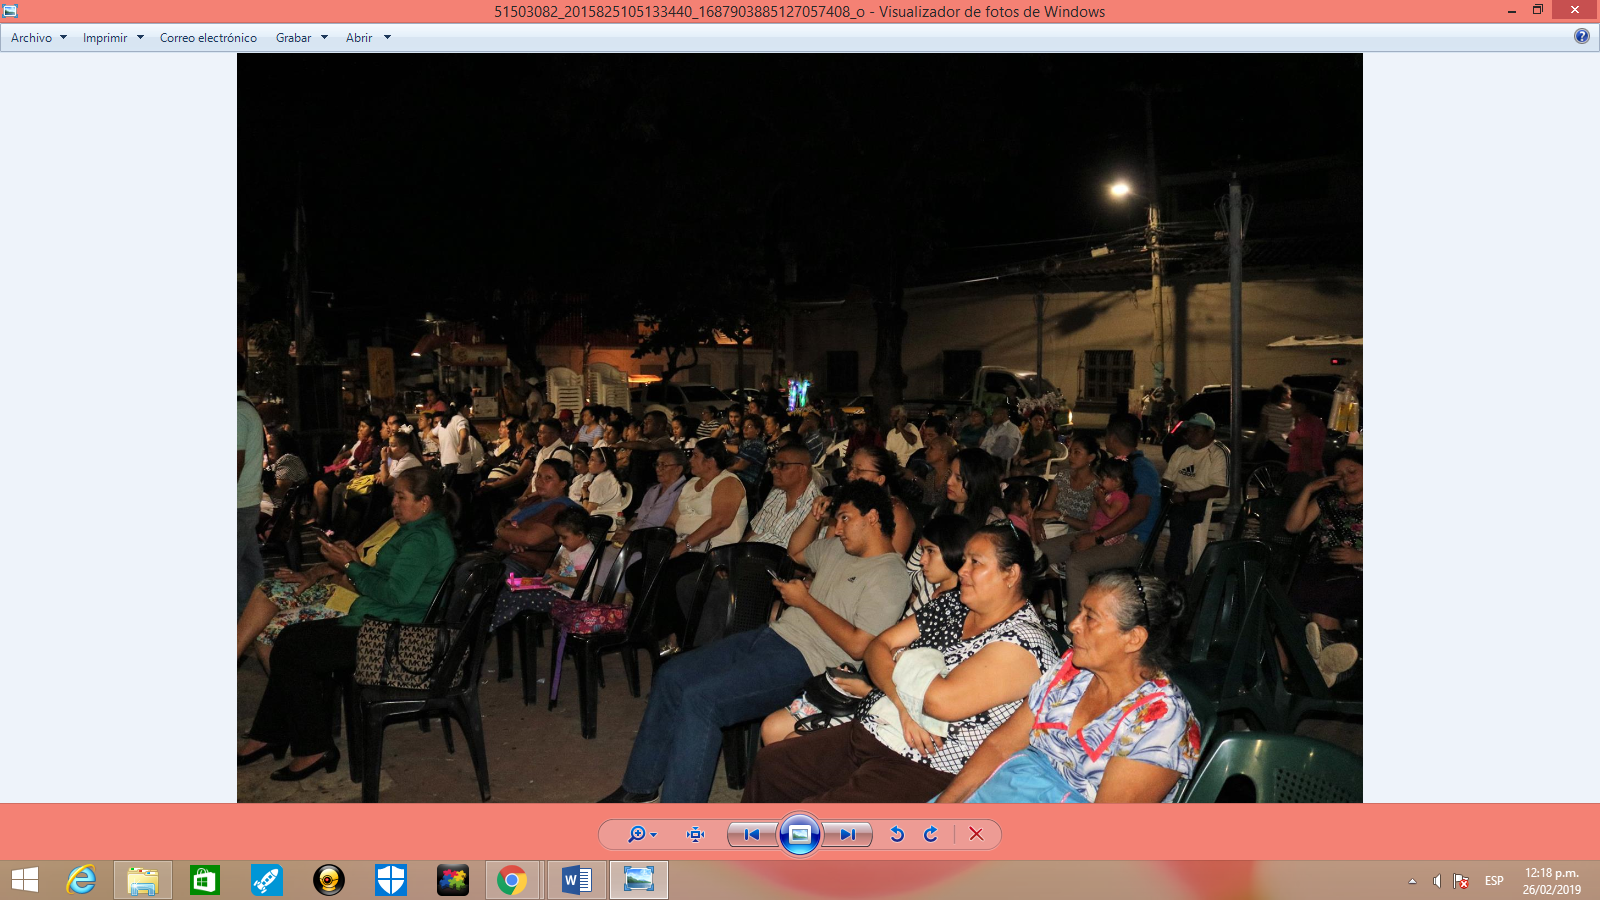 51503082_2015825105133440_1687903885127057408_o - Visualizador de fotos de Windows
Archivo Imprimir Correo electrónico Grabar Abrir
ESP
12:18 p.m.
26/02/2019